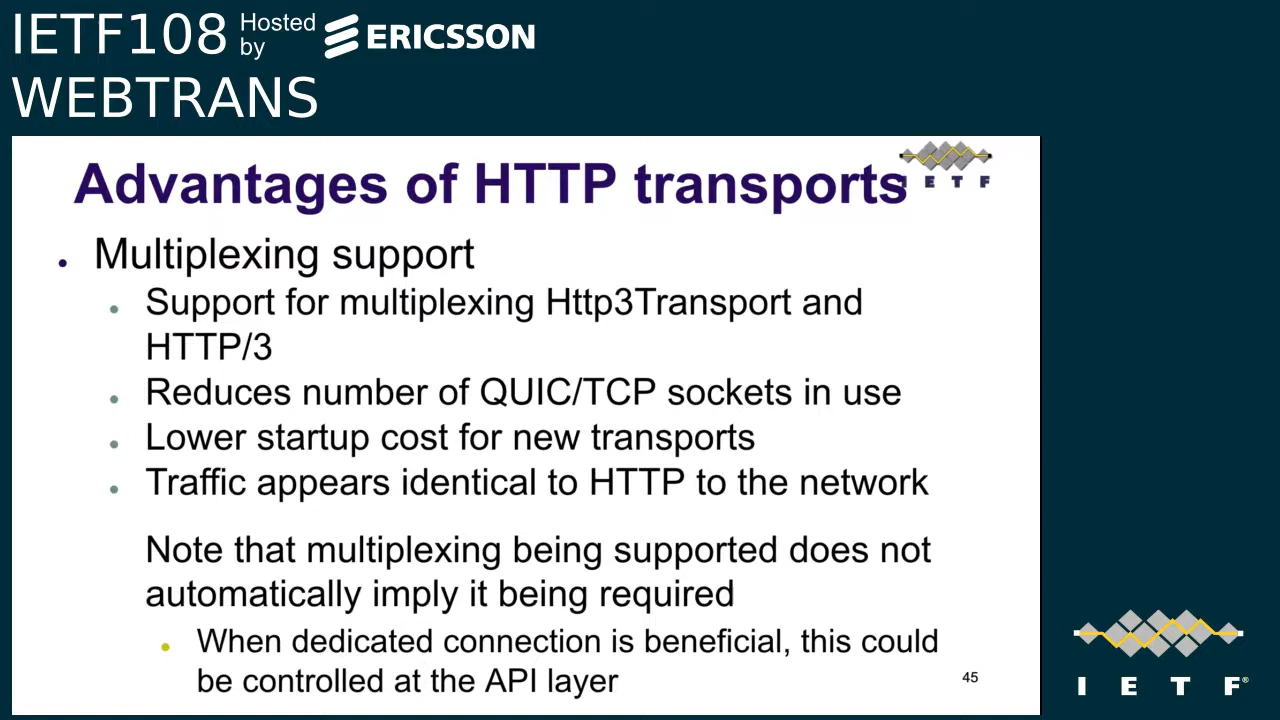 IETF108 Hosted by ERICSSON
WEBTRANS
Advantages of HTTP transports
I E T F
• Multiplexing support
• Support for multiplexing Http3Transport and
HTTP/3
• Reduces number of QUIC/TCP sockets in use
• Lower startup cost for new transports
• Traffic appears identical to HTTP to the network
Note that multiplexing being supported does not
automatically imply it being required
• When dedicated connection is beneficial, this could
be controlled at the API layer
45
I E T F®